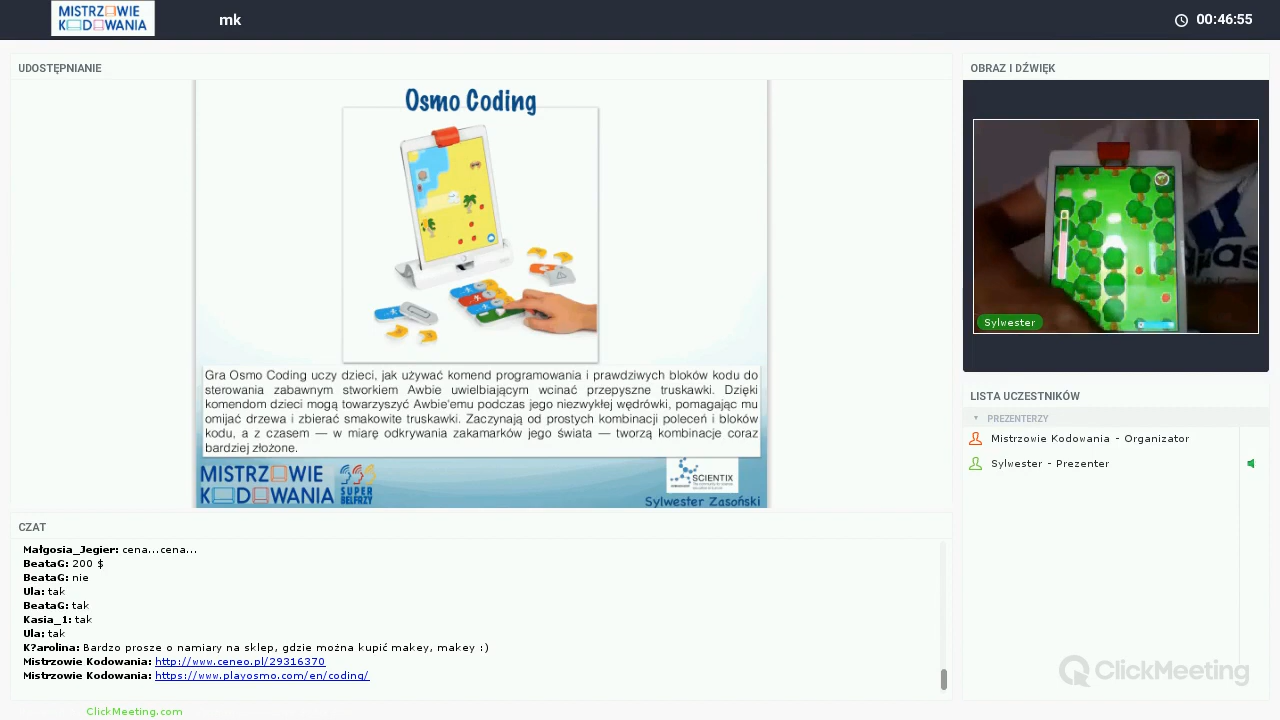 MISTRZOWIE
KODOWANIA
mk
00:46:55
UDOSTĘPNIANIE
Osmo Coding
Gra Osmo Coding uczy dzieci, jak używać komend programowania i prawdziwych bloków kodu do
sterowania zabawnym stworkiem Awbie uwielbiającym wcinać przepyszne truskawki. Dzięki
komendom dzieci mogą towarzyszyć Awbie'emu podczas jego niezwykłej wędrówki, pomagając mu
omijać drzewa i zbierać smakowite truskawki. Zaczynają od prostych kombinacji poleceń i bloków
kodu, a z czasem — w miarę odkrywania zakamarków jego świata — tworzą kombinacje coraz
bardziej złożone.
MISTRZOWIE
KODOWANIA
SUPER
BELFRZY
SCIENTIX
Sylwester Zasoński
OBRAZ I DŹWIĘK
adidas
Sylwester
LISTA UCZESTNIKÓW
PREZENTERZY
Mistrzowie Kodowania - Organizator
Sylwester - Prezenter
ClickMeeting
CZAT
Małgosia_Jegier: cena...cena...
BeataG: 200 $
BeataG: nie
Ula: tak
BeataG: tak
Kasia_1: tak
Ula: tak
K?arolina: Bardzo prosze o namiary na sklep, gdzie można kupić makey, makey :)
Mistrzowie Kodowania: http://www.ceneo.pl/29316370
Mistrzowie Kodowania: https://www.playosmo.com/en/coding/
ClickMeeting.com